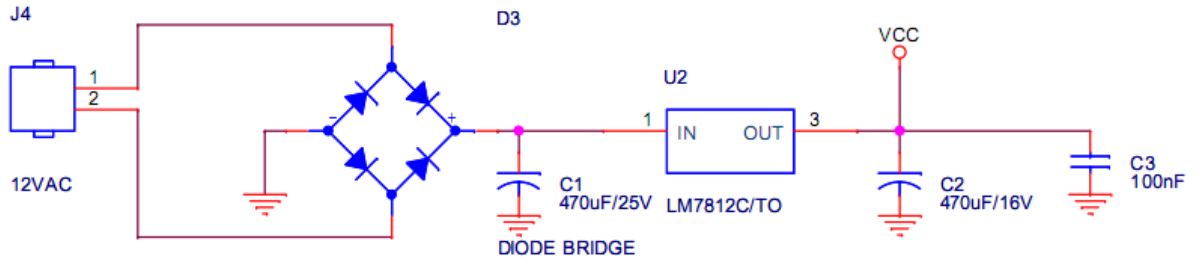 J4
D3
VCC
U2
1
2
-
+
1
IN
OUT
3
12VAC
C1
470uF/25V
LM7812C/TO
C2
470uF/16V
C3
100nF
DIODE BRIDGE